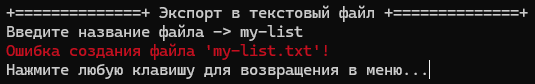 +=============+ Экспорт в текстовый файл +=============+
Введите название файла -> my-list
Ошибка создания файла 'my-list.txt'!
Нажмите любую клавишу для возвращения в меню...